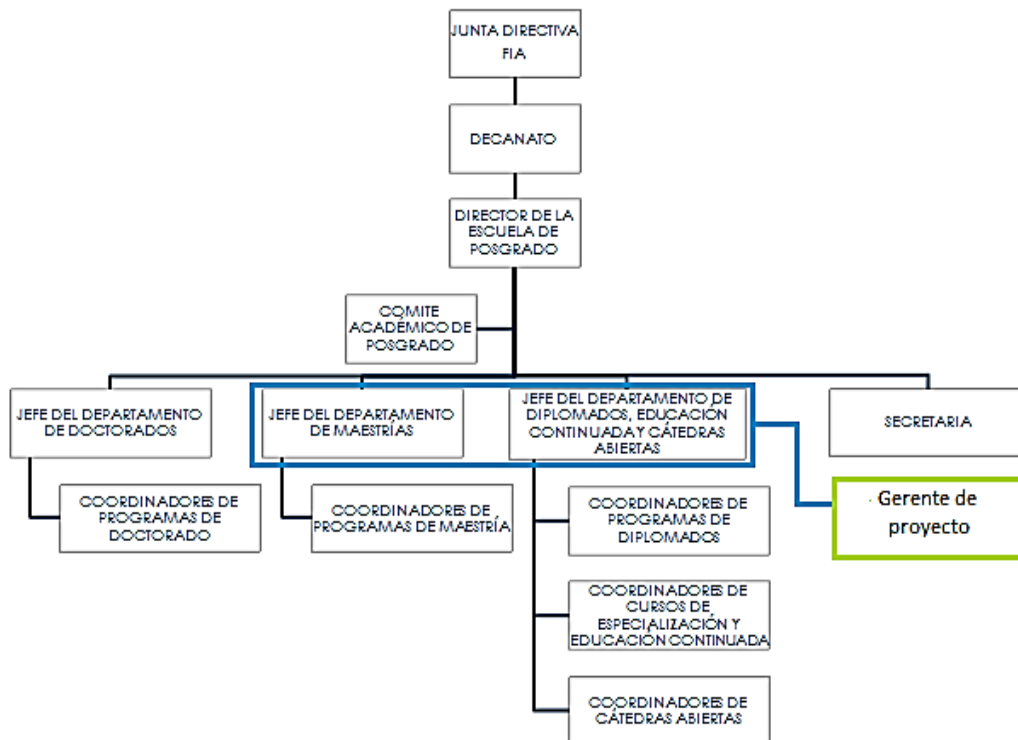 JUNTA DIRECTIVA
FIA
DECANATO
DIRECTOR DE LA
ESCUELA DE
POSGRADO
COMITE
ACADÉMICO DE
POSGRADO
JEFE DEL DEPARTAMENTO
DE DOCTORADOS
JEFE DEL DEPARTAMENTO
DE MAESTRÍAS
JEFE DEL DEPARTAMENTO DE
DIPLOMADOS, EDUCACIÓN
CONTINUADA Y CÁTEDRAS
ABIERTAS
SECRETARIA
COORDINADORES DE
PROGRAMAS DE
DOCTORADO
COORDINADORES DE
PROGRAMAS DE MAESTRÍA
COORDINADORES DE
PROGRAMAS DE
DIPLOMADOS
Gerente de
proyecto
COORDINADORES DE
CURSOS DE
ESPECIALIZACIÓN Y
EDUCACIÓN CONTINUADA
COORDINADORES DE
CÁTEDRAS ABIERTAS